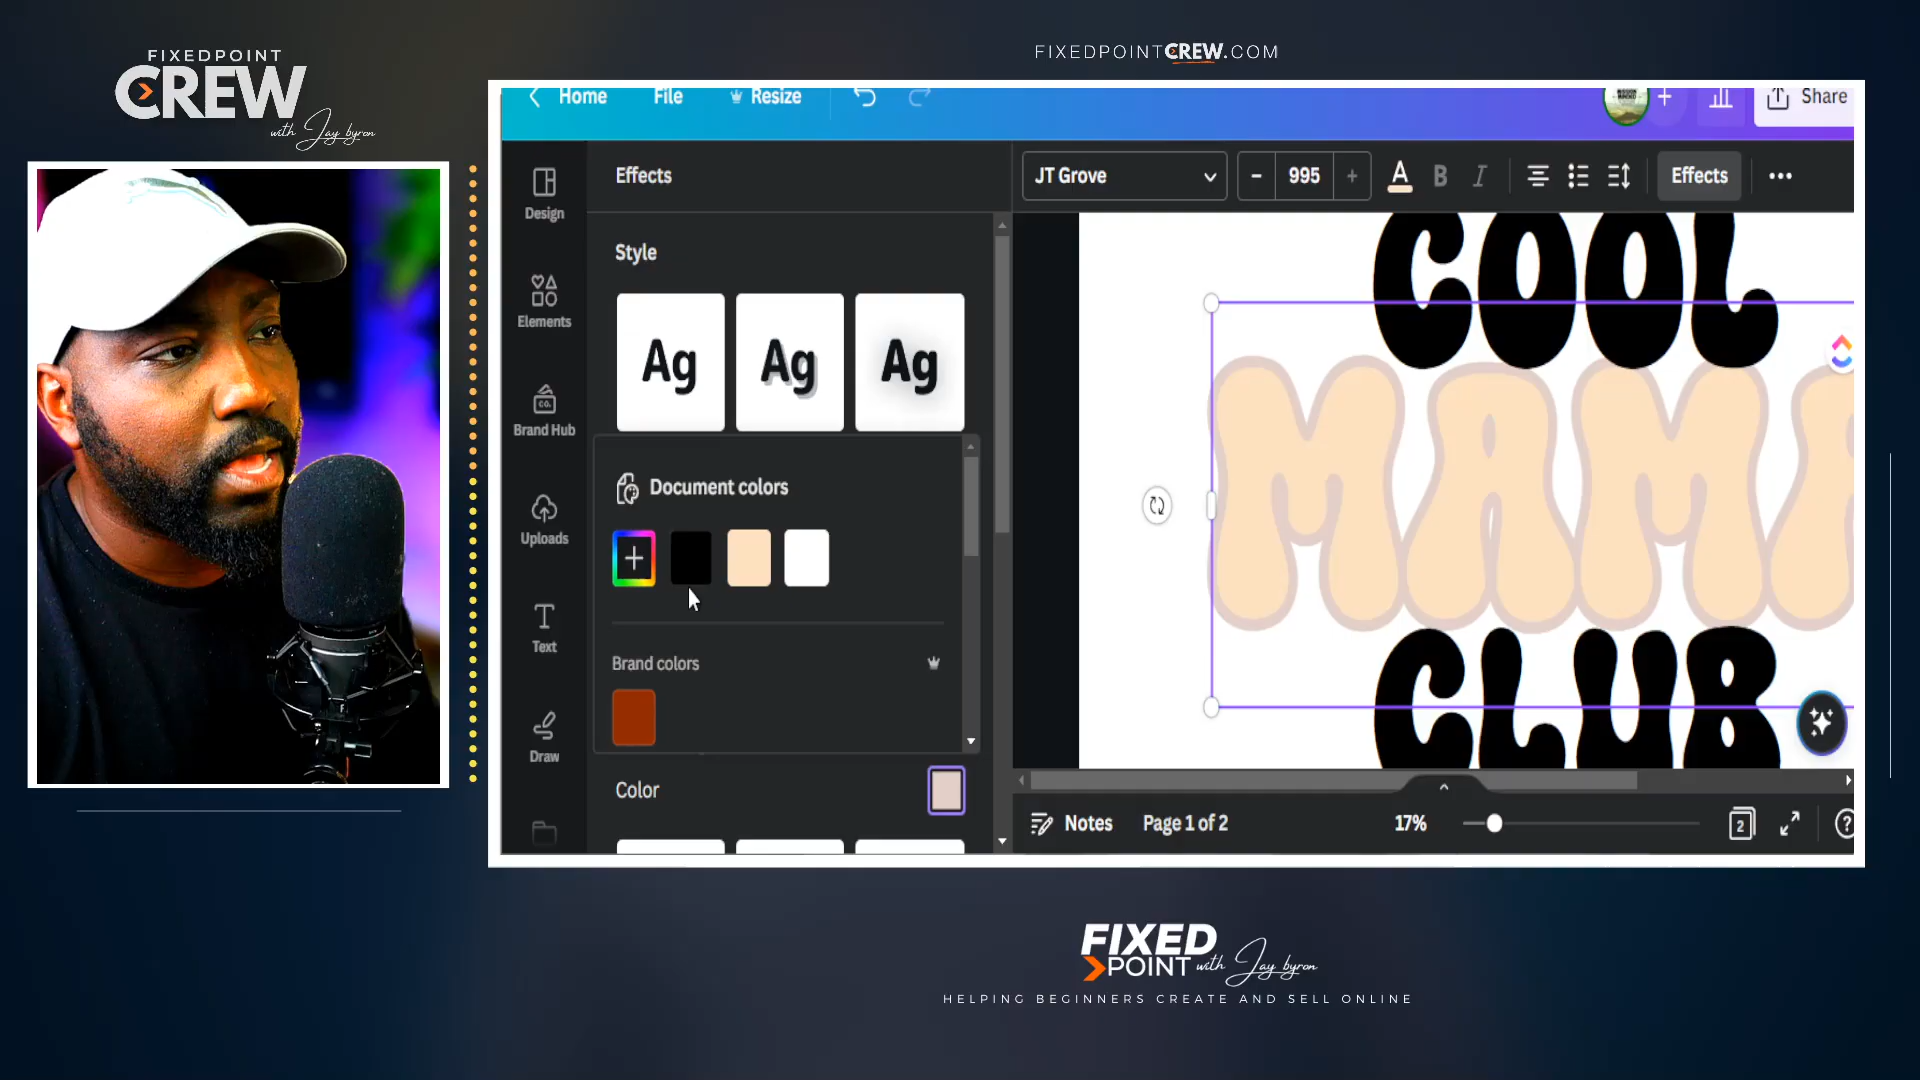 FIXEDPOINT
CREW
with Jay byron
FIXEDPOINTCREW.COM
Home
File
Resize
Share
Design
Elements
Brand Hub
CO.
Uploads
Text
Draw
Effects
Style
Ag
Ag
Ag
Document colors
Brand colors
Color
JT Grove
995
A
B
I
Effects
COOL
MAMA
CLUB
Notes
Page 1 of 2
17%
2
?
FIXED
POINT with Jay byron
HELPING BEGINNERS CREATE AND SELL ONLINE